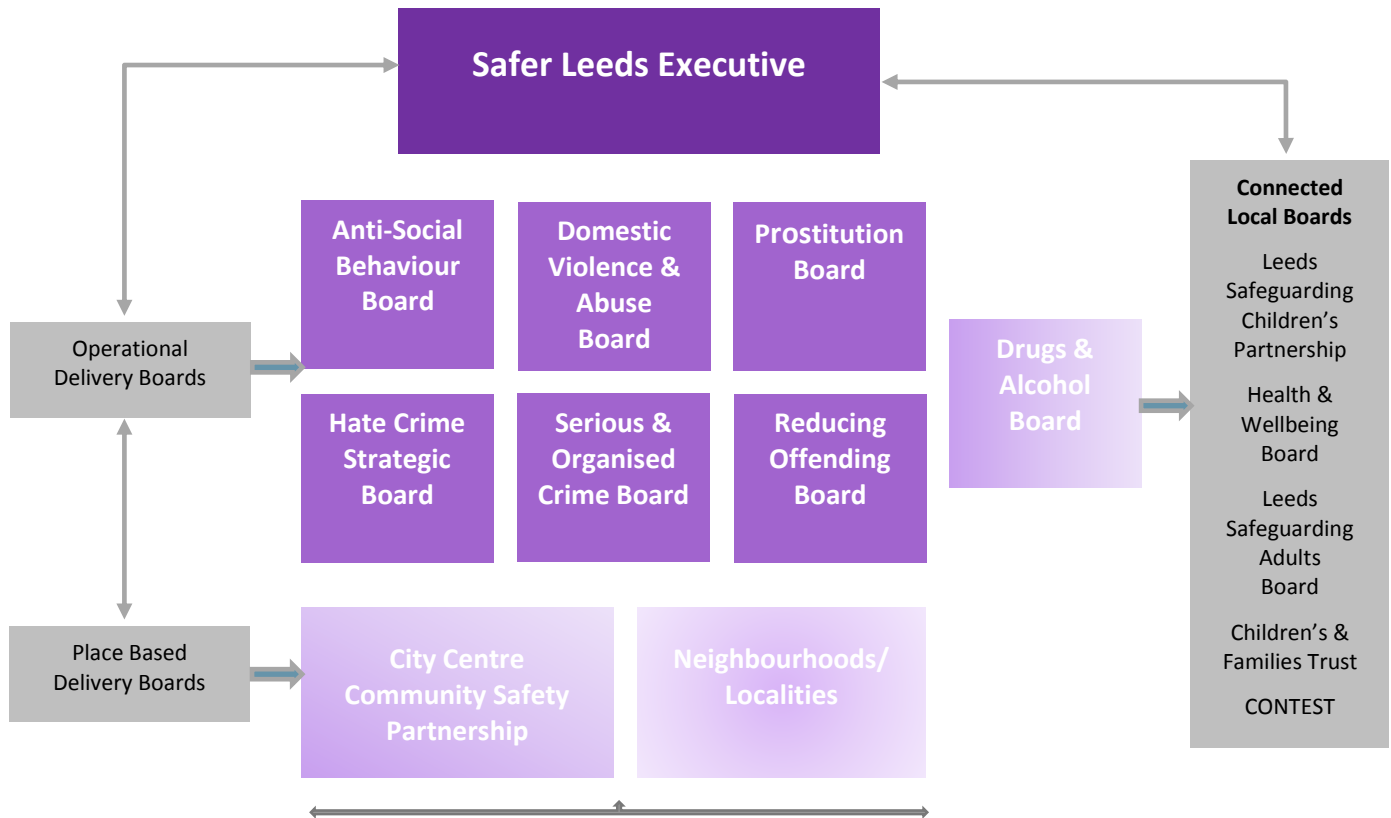 Safer Leeds Executive
Anti-Social
Behaviour
Board
Domestic
Violence &
Abuse
Board
Prostitution
Board
Operational
Delivery Boards
Hate Crime
Strategic
Board
Serious &
Organised
Crime Board
Reducing
Offending
Board
Drugs &
Alcohol
Board
Place Based
Delivery Boards
City Centre
Community Safety
Partnership
Neighbourhoods/
Localities
Connected
Local Boards
Leeds
Safeguarding
Children’s
Partnership
Health &
Wellbeing
Board
Leeds
Safeguarding
Adults
Board
Children’s &
Families Trust
CONTEST